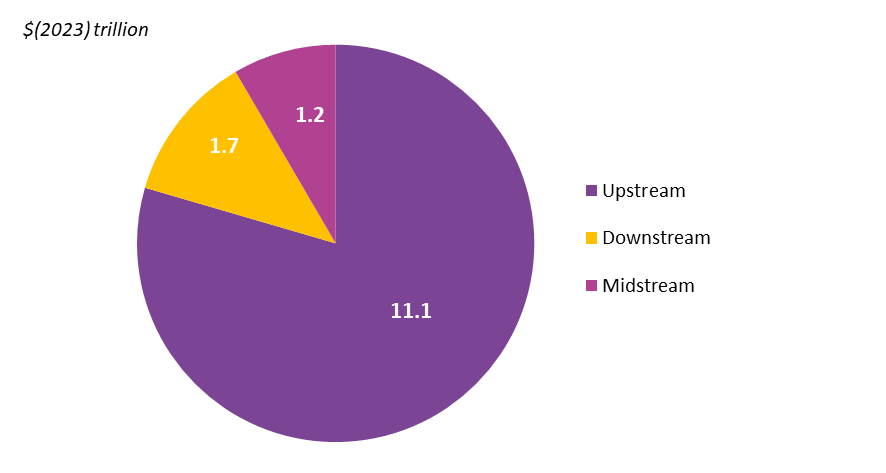 $(2023) trillion
1.2
1.7
Upstream
Downstream
Midstream
11.1